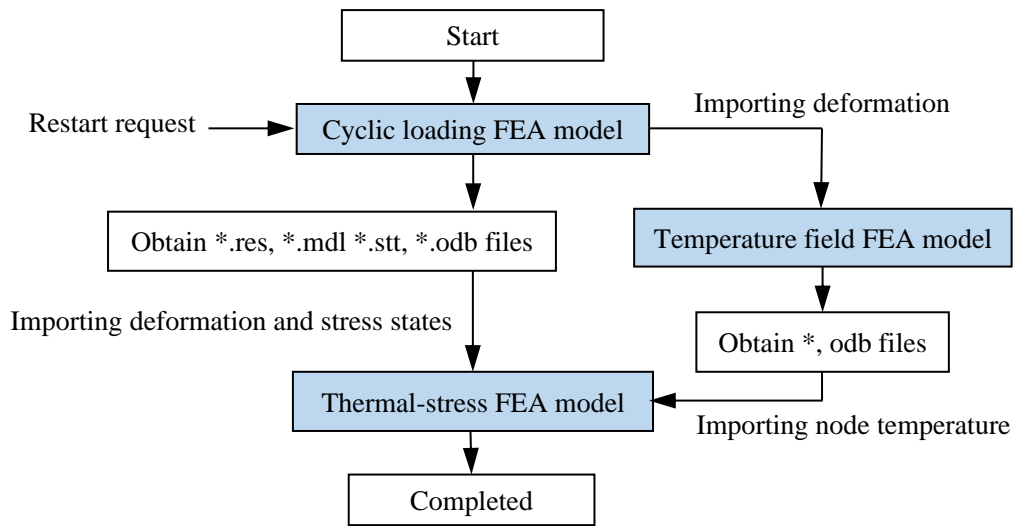 Start
Importing deformation
Restart request
Cyclic loading FEA model
Obtain *.res, *.mdl *.stt, *.odb files
Temperature field FEA model
Importing deformation and stress states
Obtain *, odb files
Thermal-stress FEA model
Importing node temperature
Completed